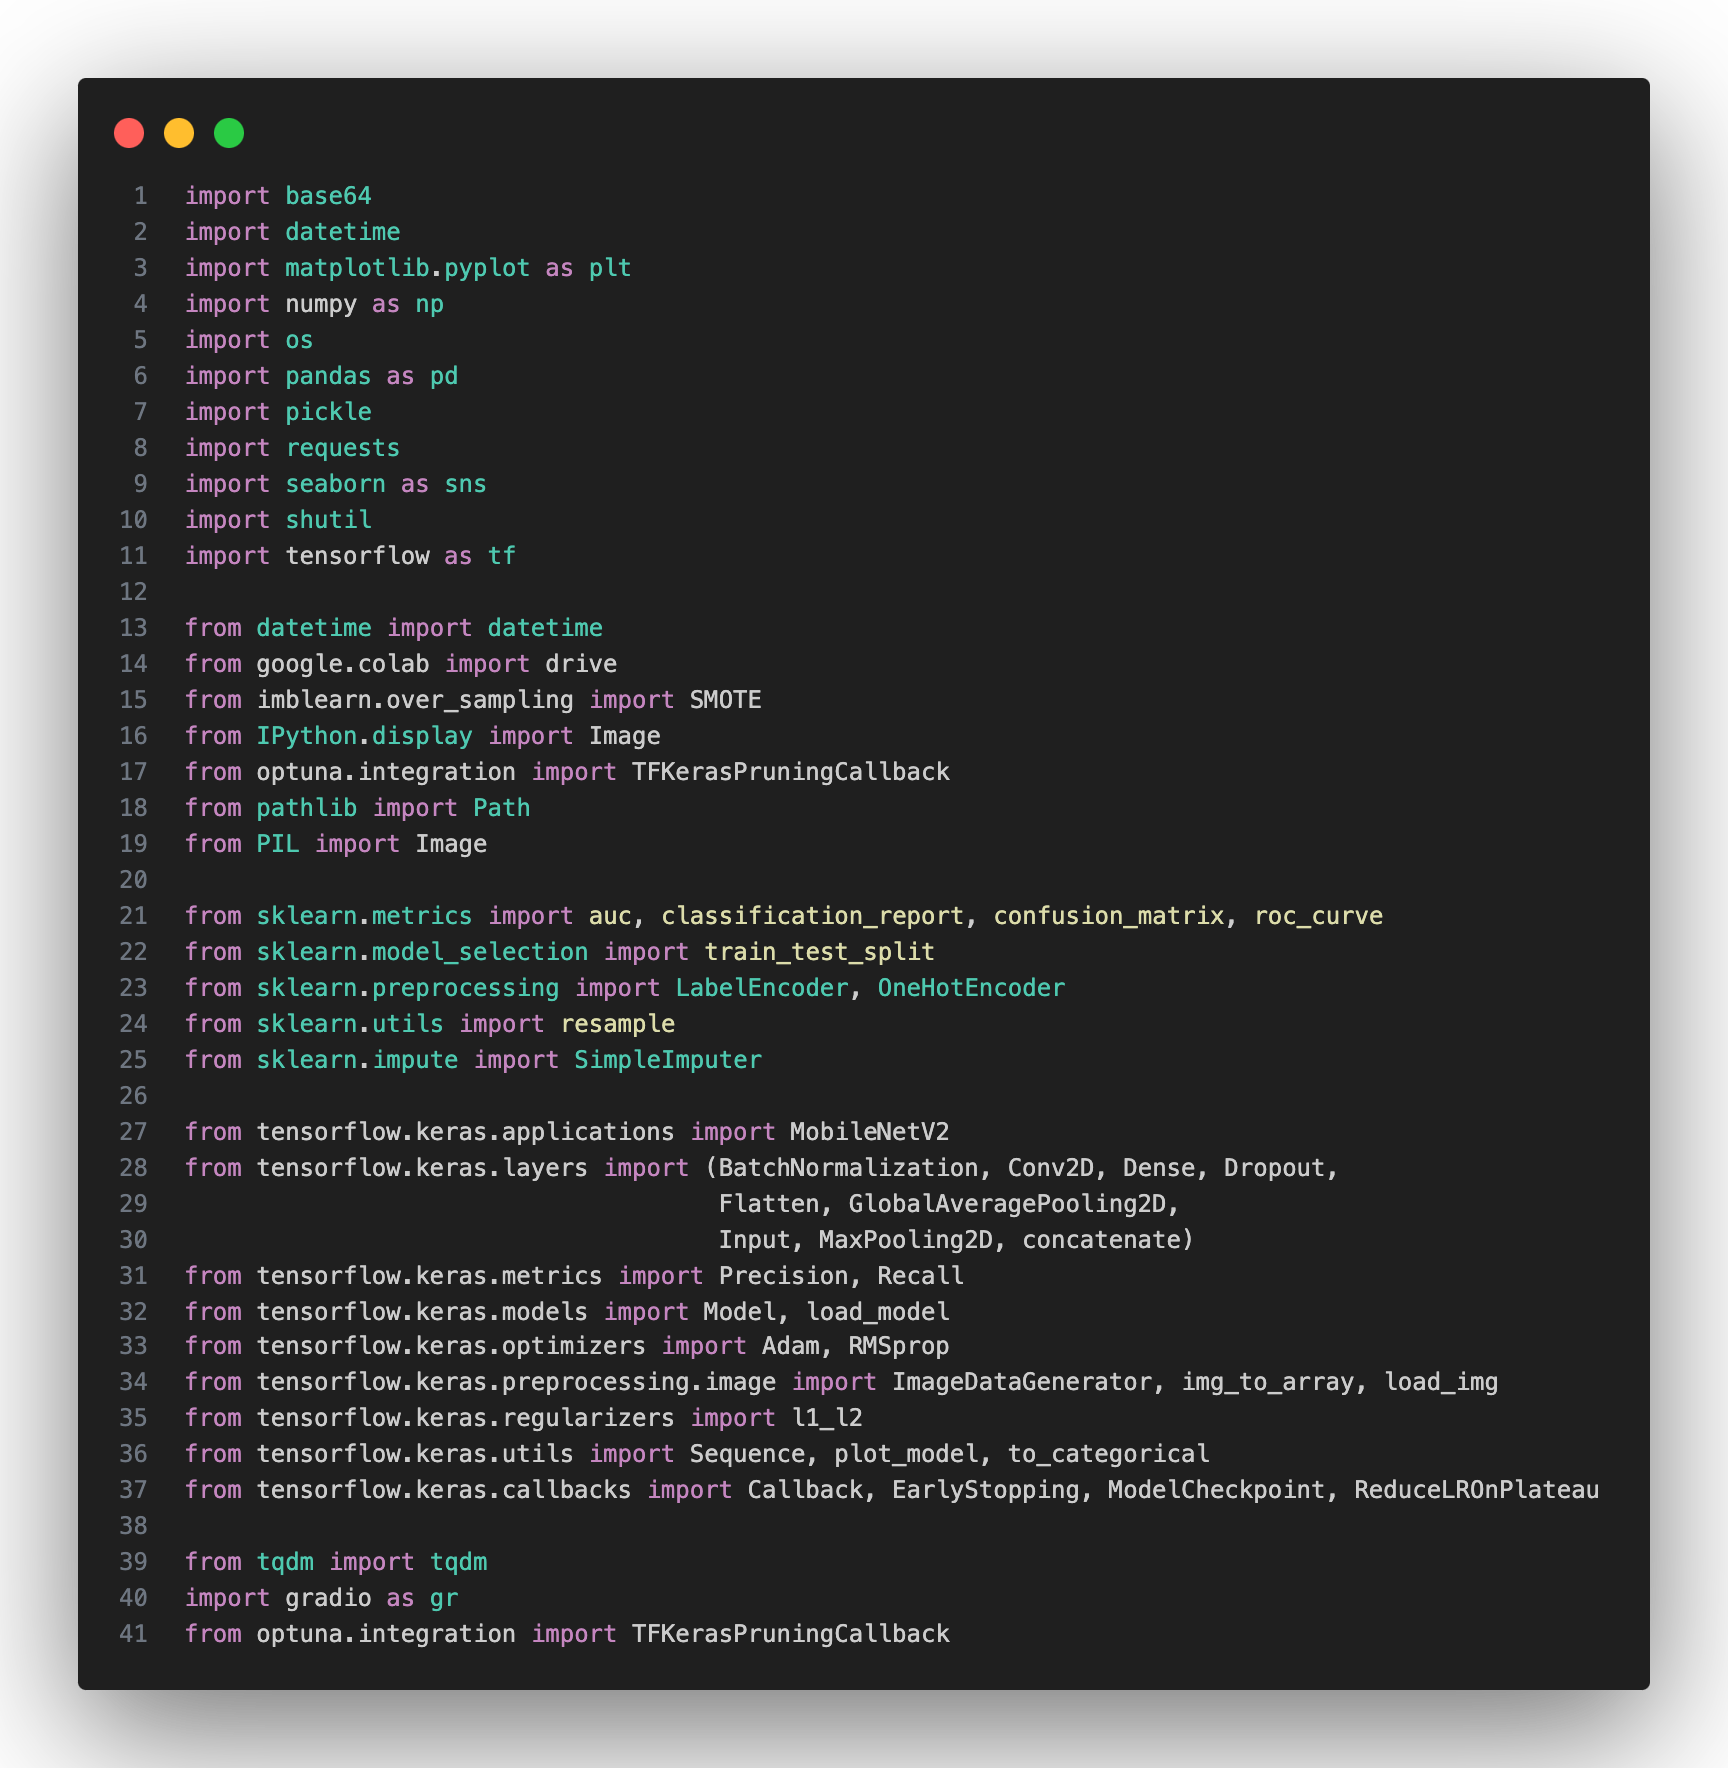 1 import base64
2 import datetime
3 import matplotlib.pyplot as plt
4 import numpy as np
5 import os
6 import pandas as pd
7 import pickle
8 import requests
9 import seaborn as sns
10 import shutil
11 import tensorflow as tf
12
13 from datetime import datetime
14 from google.colab import drive
15 from imblearn.over_sampling import SMOTE
16 from IPython.display import Image
17 from optuna.integration import TFKerasPruningCallback
18 from pathlib import Path
19 from PIL import Image
20
21 from sklearn.metrics import auc, classification_report, confusion_matrix, roc_curve
22 from sklearn.model_selection import train_test_split
23 from sklearn.preprocessing import LabelEncoder, OneHotEncoder
24 from sklearn.utils import resample
25 from sklearn.impute import SimpleImputer
26
27 from tensorflow.keras.applications import MobileNetV2
28 from tensorflow.keras.layers import (BatchNormalization, Conv2D, Dense, Dropout,
29                                      Flatten, GlobalAveragePooling2D,
30                                      Input, MaxPooling2D, concatenate)
31 from tensorflow.keras.metrics import Precision, Recall
32 from tensorflow.keras.models import Model, load_model
33 from tensorflow.keras.optimizers import Adam, RMSprop
34 from tensorflow.keras.preprocessing.image import ImageDataGenerator, img_to_array, load_img
35 from tensorflow.keras.regularizers import l1_l2
36 from tensorflow.keras.utils import Sequence, plot_model, to_categorical
37 from tensorflow.keras.callbacks import Callback, EarlyStopping, ModelCheckpoint, ReduceLROnPlateau
38
39 from tqdm import tqdm
40 import gradio as gr
41 from optuna.integration import TFKerasPruningCallback